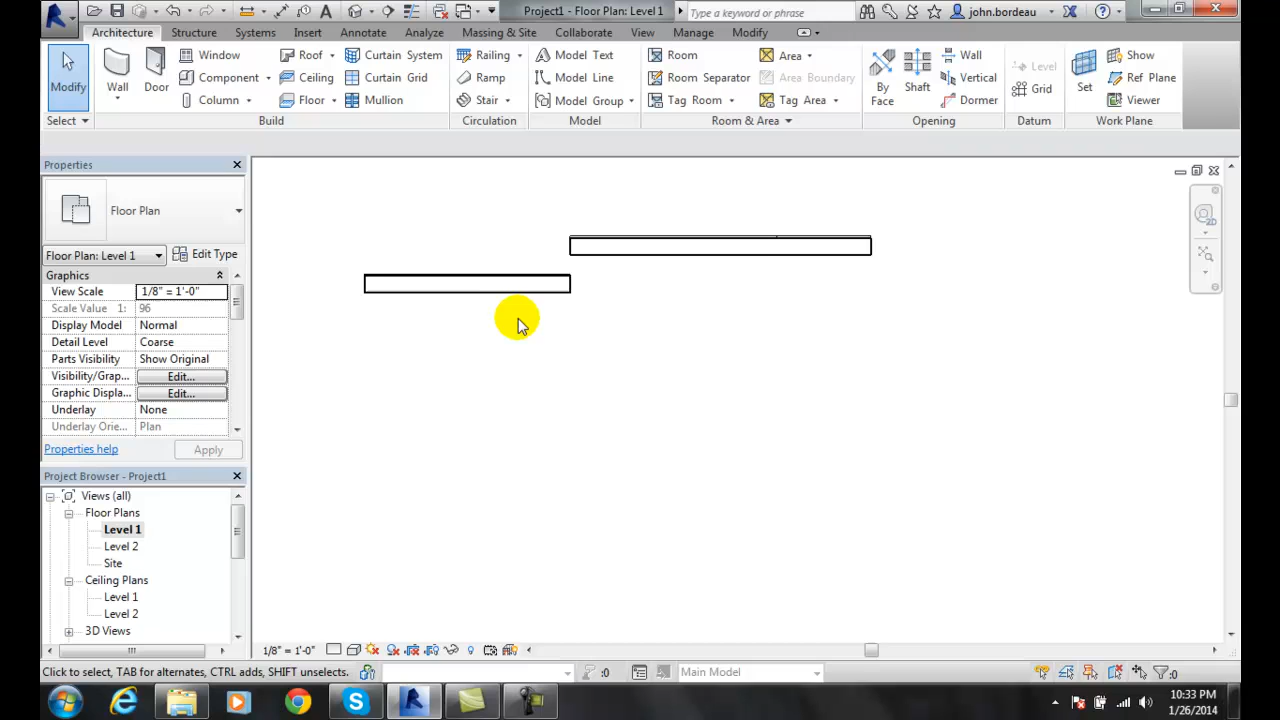 Project1 - Floor Plan: Level 1
Type a keyword or phrase
john.bordeau
Architecture Structure Systems Insert Annotate Analyze Massing & Site Collaborate View Manage Modify
Modify
Wall
Door
Window
Component
Column
Roof
Ceiling
Floor
Curtain System
Curtain Grid
Mullion
Railing
Ramp
Stair
Model Text
Model Line
Model Group
Room
Room Separator
Tag Room
Area
Area Boundary
Tag Area
By Face
Shaft
Wall
Vertical
Dormer
Level
Grid
Set
Show
Ref Plane
Viewer
Select Build Circulation Model Room & Area Opening Datum Work Plane
Properties
Floor Plan
Floor Plan: Level 1 Edit Type
Graphics
View Scale 1/8" = 1'-0"
Scale Value 1: 96
Display Model Normal
Detail Level Coarse
Parts Visibility Show Original
Visibility/Grap... Edit...
Graphic Displa... Edit...
Underlay None
Underlay Orie... Plan
Properties help Apply
Project Browser - Project1
Views (all)
Floor Plans
Level 1
Level 2
Site
Ceiling Plans
Level 1
Level 2
3D Views
2D
1/8" = 1'-0"
Click to select, TAB for alternates, CTRL adds, SHIFT unselects.
:0
Main Model
:0
10:33 PM
1/26/2014